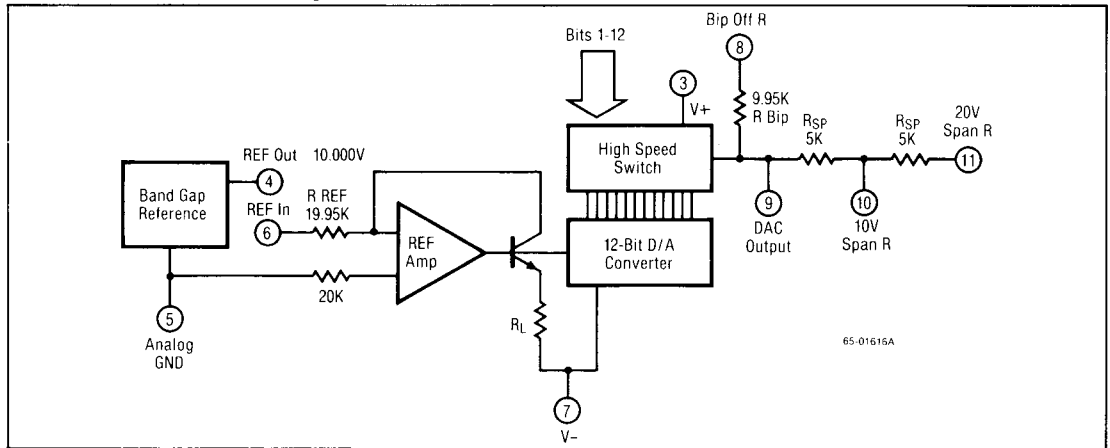 Bits 1-12
Bip Off R
8
3
V+
9.95K
R Bip
RSP
5K
RSP
5K
20V
Span R
11
High Speed
Switch
REF Out 10.000V
4
Band Gap
Reference
REF In
6
R REF
19.95K
REF
Amp
12-Bit D/A
Converter
9
DAC
Output
10
10V
Span R
20K
5
Analog
GND
RL
65-01616A
7
V−